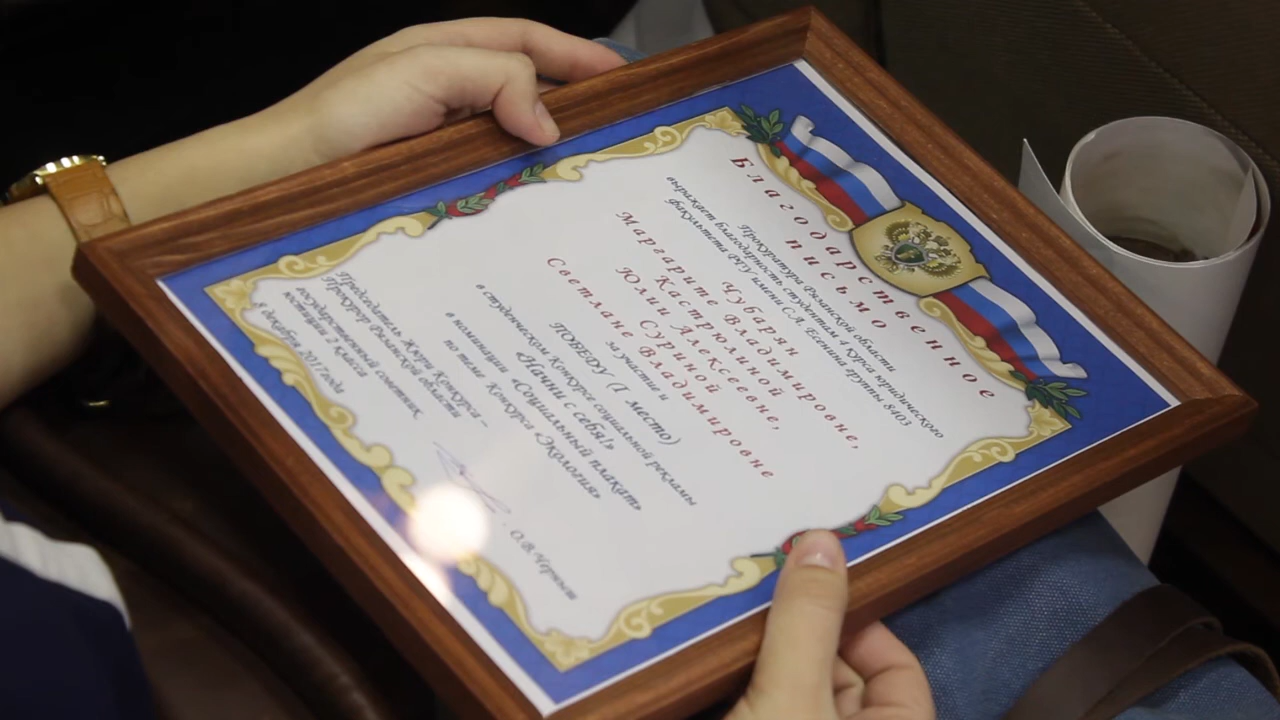 Благодарственное
письмо
Прокуратура Рязанской области
выражает благодарность студентам 4 курса юридического
факультета РГУ имени С.А. Есенина группы 8403
Чубарян
Маргарите Владимировне,
Кастрюлиной
Юлии Алексеевне,
Суриной
Светлане Владимировне
за участие и
ПОБЕДУ (1 место)
в студенческом Конкурсе социальной рекламы
«Начни с себя!»
в номинации «Социальный плакат»
по теме Конкурса «Экология»
Председатель Жюри Конкурса –
Прокурор Рязанской области
государственный советник
юстиции 2 класса
О.В. Черныш
8 декабря 2017 года